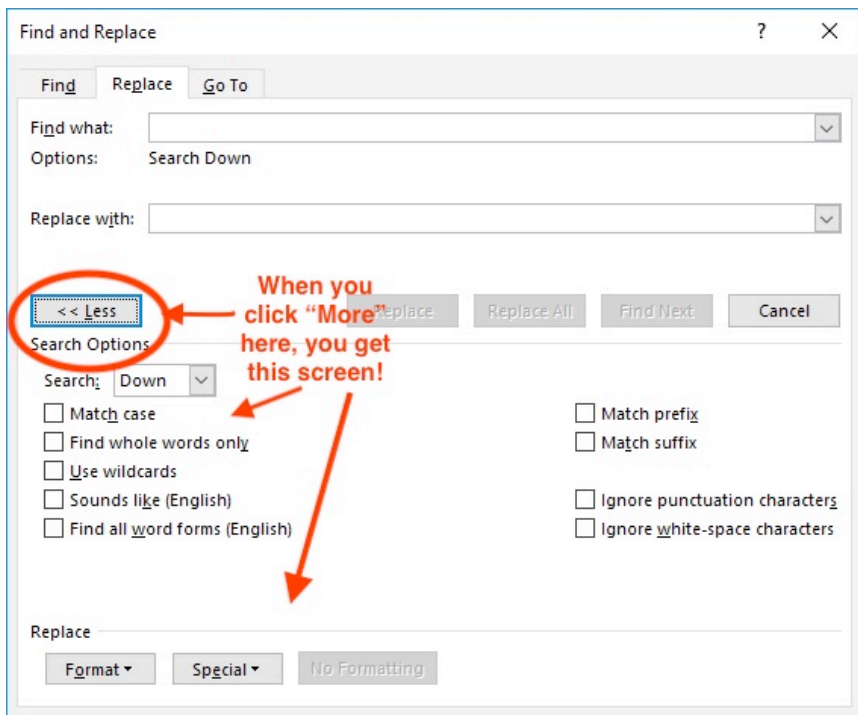 Find and Replace ? X
Find Replace Go To
Find what:
Options: Search Down
Replace with:
When you
click “More”
here, you get
this screen!
<< Less Replace Replace All Find Next Cancel
Search Options
Search: Down
Match case Match prefix
Find whole words only Match suffix
Use wildcards
Sounds like (English) Ignore punctuation characters
Find all word forms (English) Ignore white-space characters
Replace
Format Special No Formatting